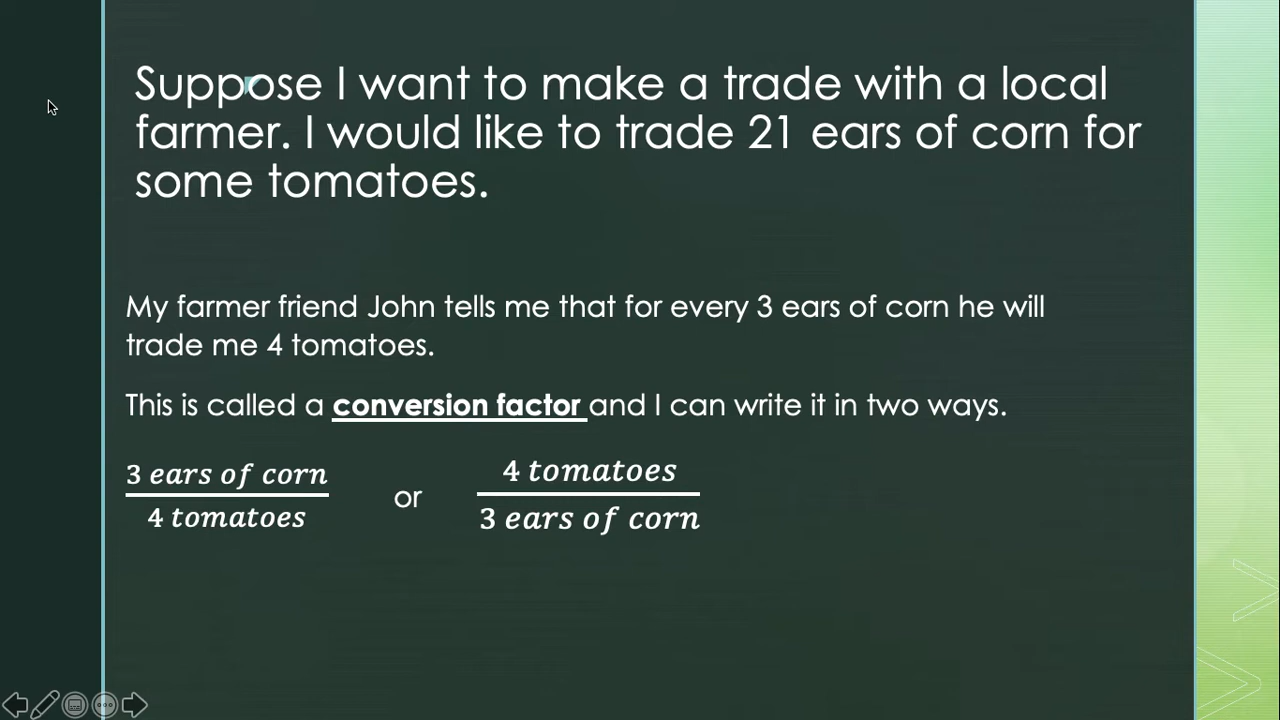 Suppose I want to make a trade with a local
farmer. I would like to trade 21 ears of corn for
some tomatoes.
My farmer friend John tells me that for every 3 ears of corn he will
trade me 4 tomatoes.
This is called a conversion factor and I can write it in two ways.
3 ears of corn
4 tomatoes
or
4 tomatoes
3 ears of corn